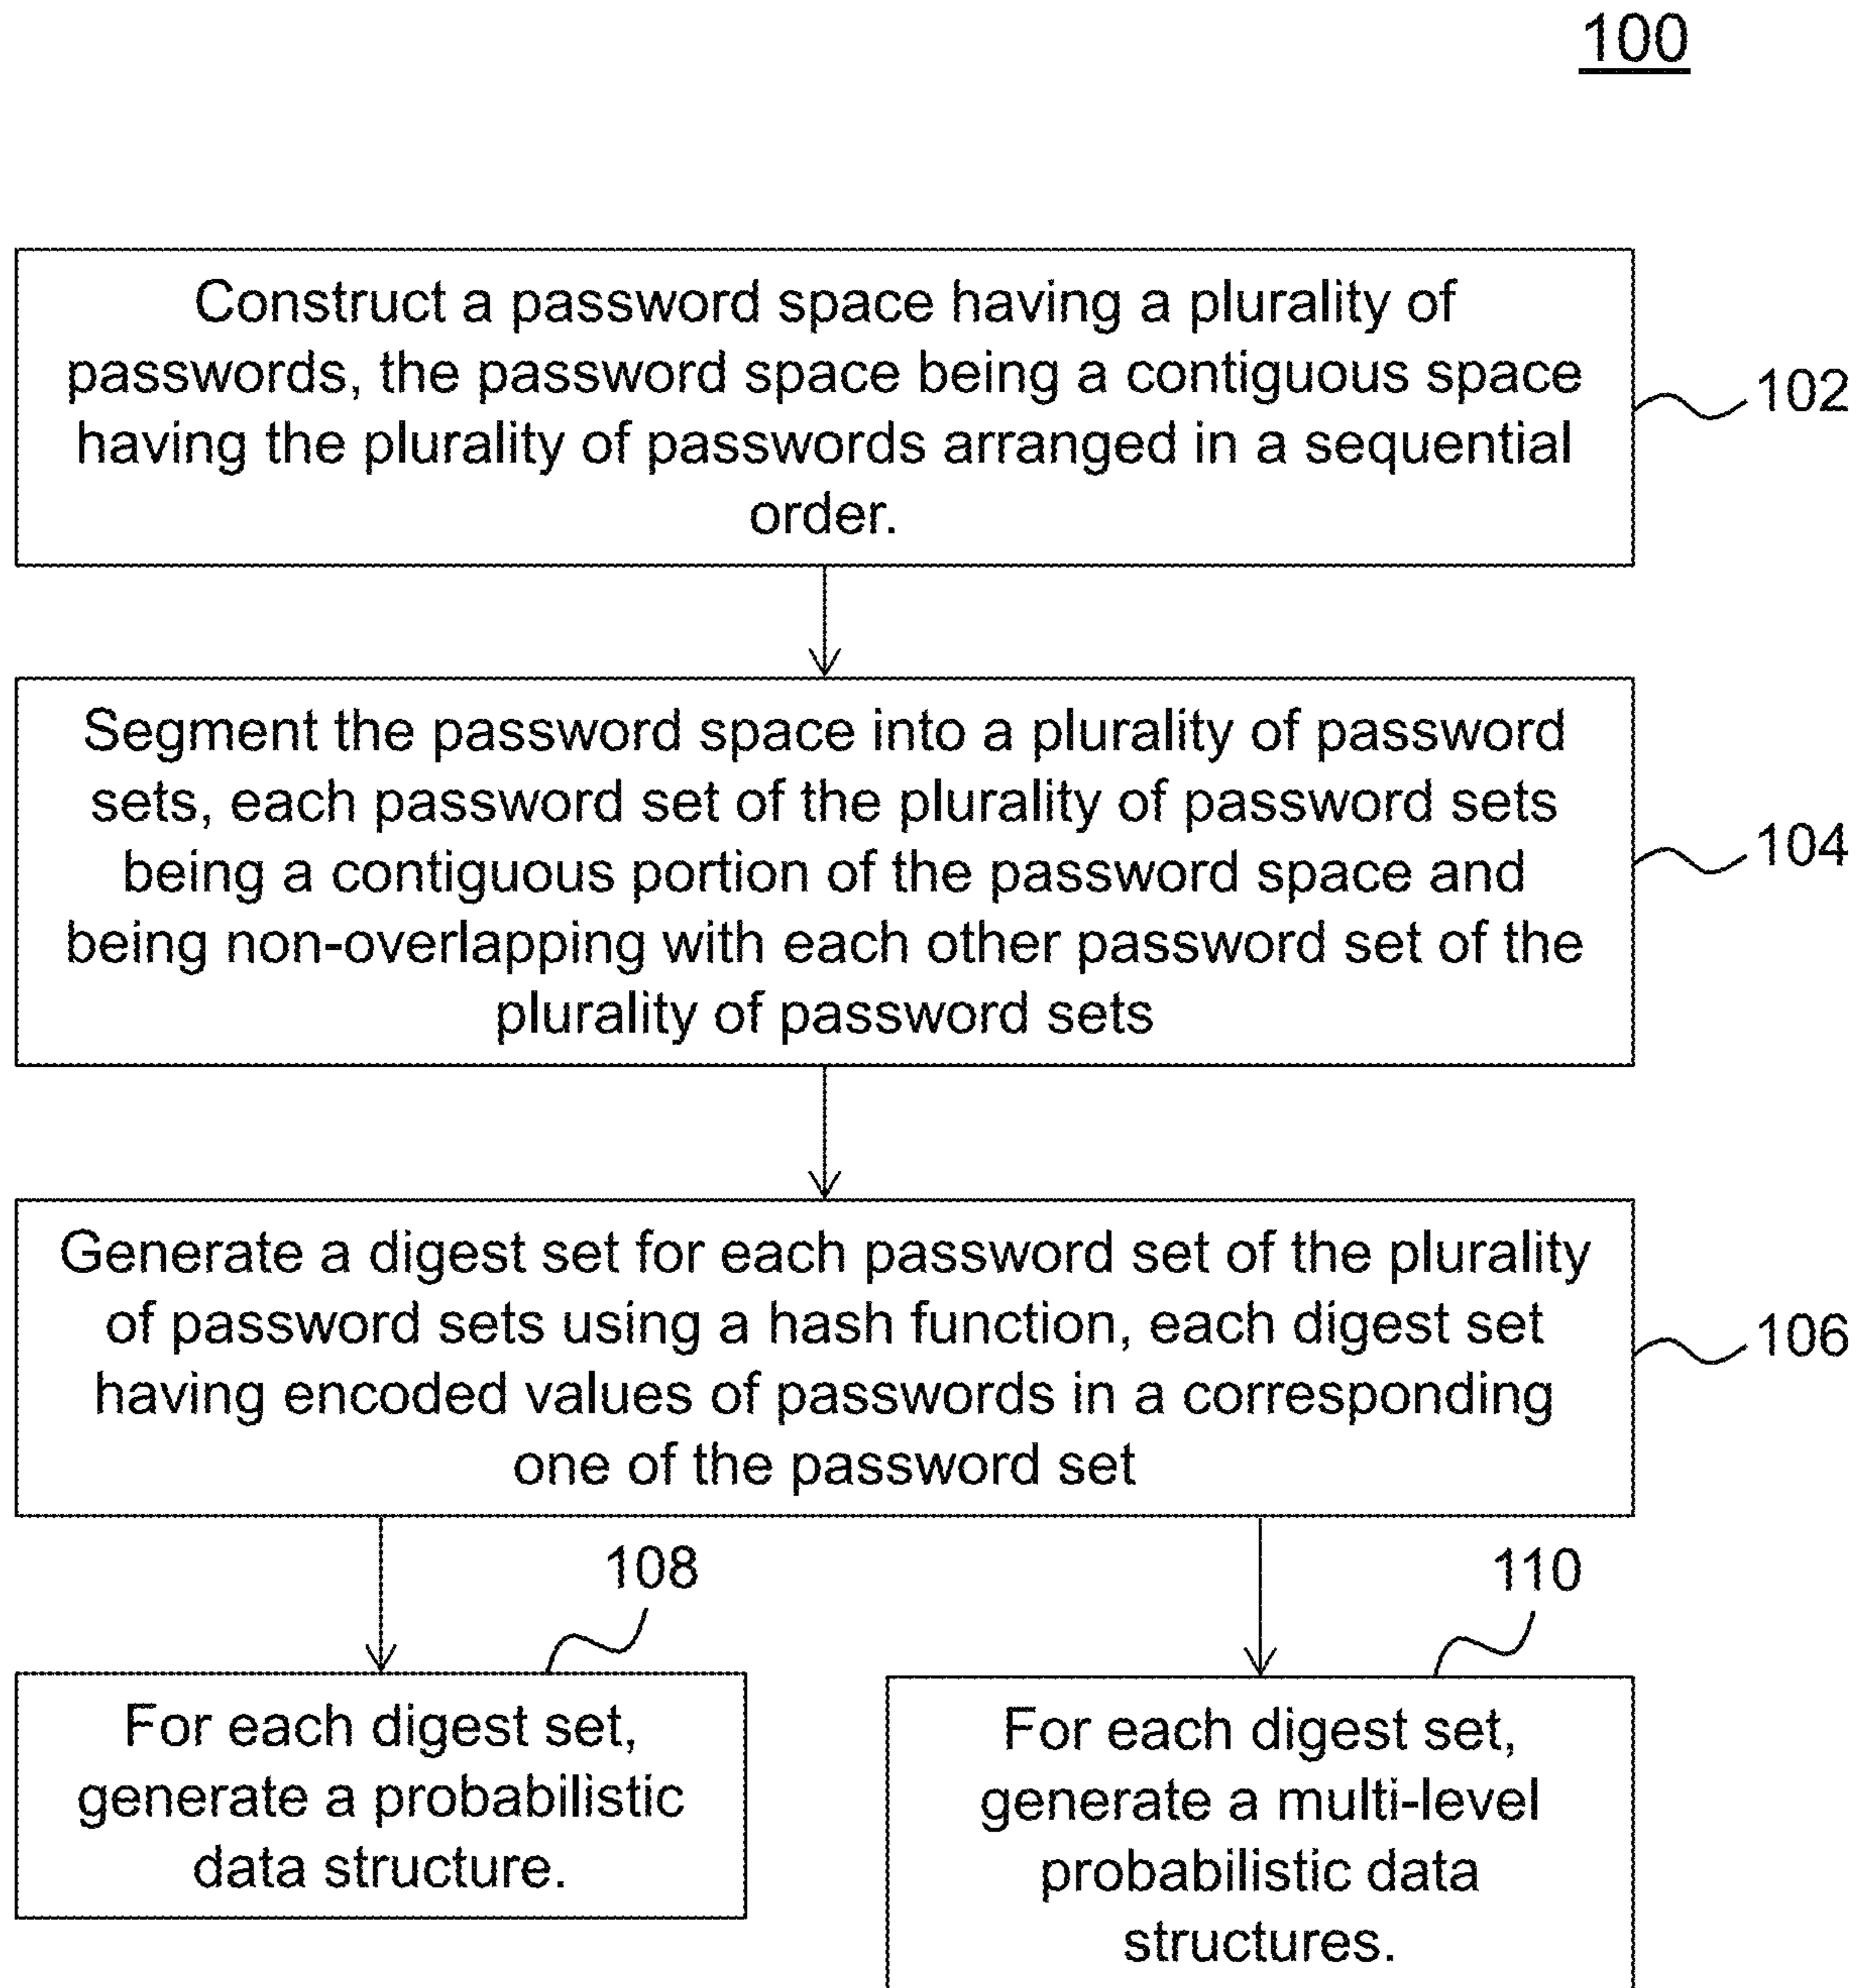 100
Construct a password space having a plurality of
passwords, the password space being a contiguous space
having the plurality of passwords arranged in a sequential
order.
102
Segment the password space into a plurality of password
sets, each password set of the plurality of password sets
being a contiguous portion of the password space and
being non-overlapping with each other password set of the
plurality of password sets
104
Generate a digest set for each password set of the plurality
of password sets using a hash function, each digest set
having encoded values of passwords in a corresponding
one of the password set
106
108
For each digest set,
generate a probabilistic
data structure.
110
For each digest set,
generate a multi-level
probabilistic data
structures.